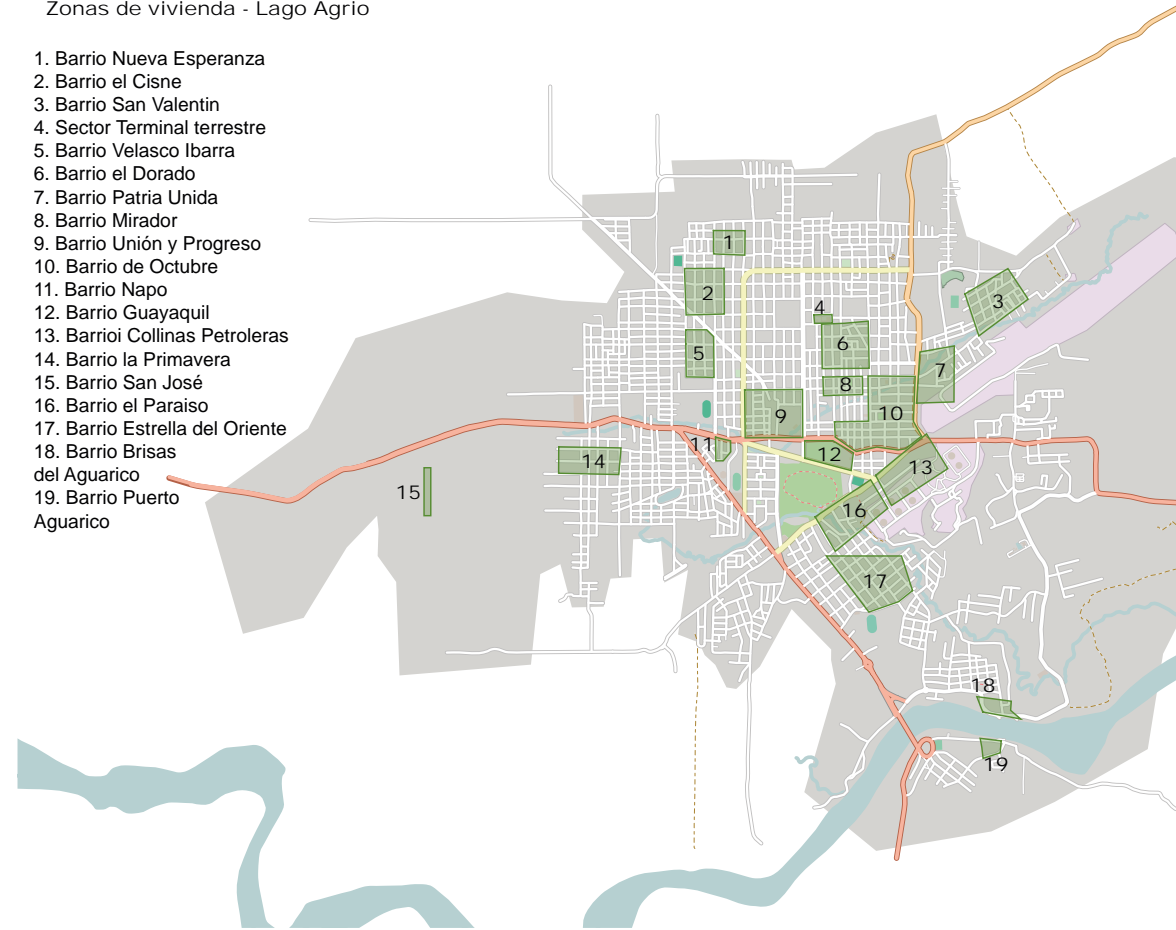 Zonas de vivienda - Lago Agrio
1. Barrio Nueva Esperanza
2. Barrio el Cisne
3. Barrio San Valentin
4. Sector Terminal terrestre
5. Barrio Velasco Ibarra
6. Barrio el Dorado
7. Barrio Patria Unida
8. Barrio Mirador
9. Barrio Unión y Progreso
10. Barrio de Octubre
11. Barrio Napo
12. Barrio Guayaquil
13. Barrioi Collinas Petroleras
14. Barrio la Primavera
15. Barrio San José
16. Barrio el Paraiso
17. Barrio Estrella del Oriente
18. Barrio Brisas
del Aguarico
19. Barrio Puerto
Aguarico
1
2
3
4
6
5
7
8
9
10
11
12
14
13
15
16
17
18
19